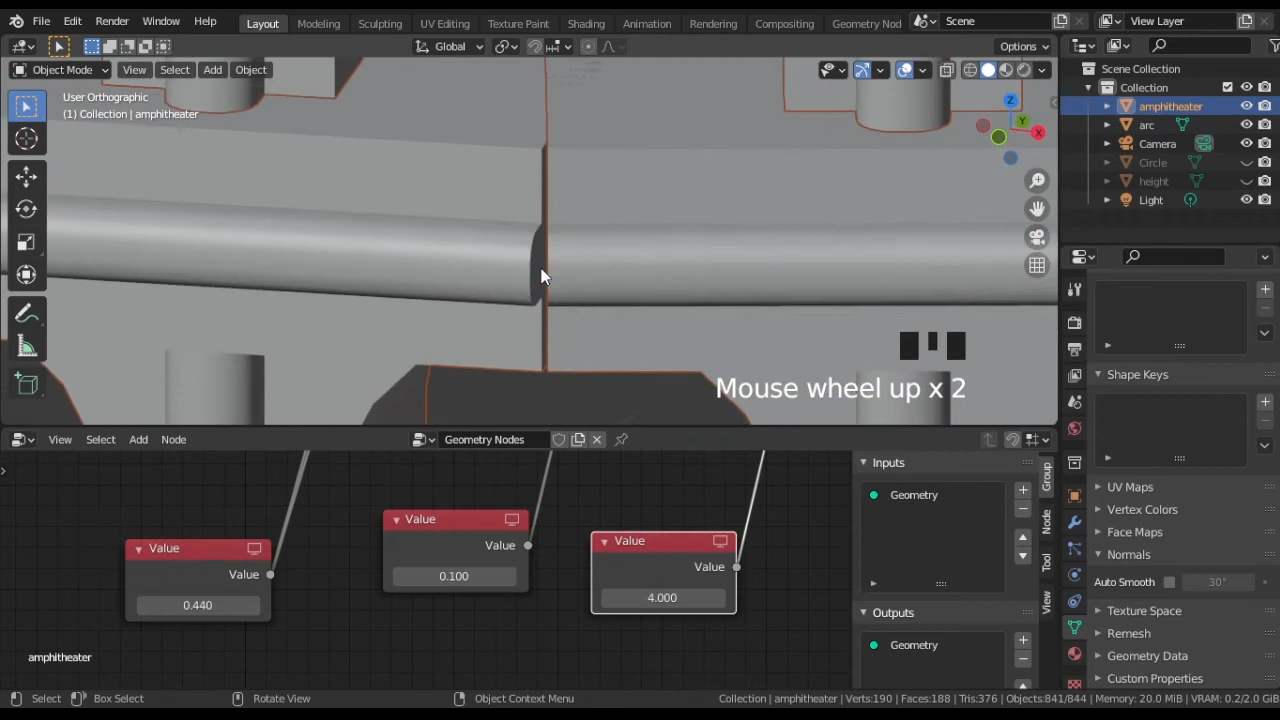 File Edit Render Window Help Layout Modeling Sculpting UV Editing Texture Paint Shading Animation Rendering Compositing Geometry Nod Scene View Layer
Global Options
Object Mode View Select Add Object
User Orthographic
(1) Collection | amphitheater
Z
Y
X
Mouse wheel up x 2
Scene Collection
Collection
amphitheater
arc
Camera
Circle
height
Light
Shape Keys
UV Maps
Vertex Colors
Face Maps
Normals
Auto Smooth 30°
Texture Space
Remesh
Geometry Data
Custom Properties
View Select Add Node Geometry Nodes
Value
Value
0.440
Value
Value
0.100
Value
Value
4.000
Inputs
Geometry
Outputs
Geometry
Group
Node
Tool
View
amphitheater
Select Box Select Rotate View Object Context Menu Collection | amphitheater | Verts:190 | Faces:188 | Tris:376 | Objects:841/844 | Memory: 20.0 MiB | VRAM: 0.2/2.0 GiB